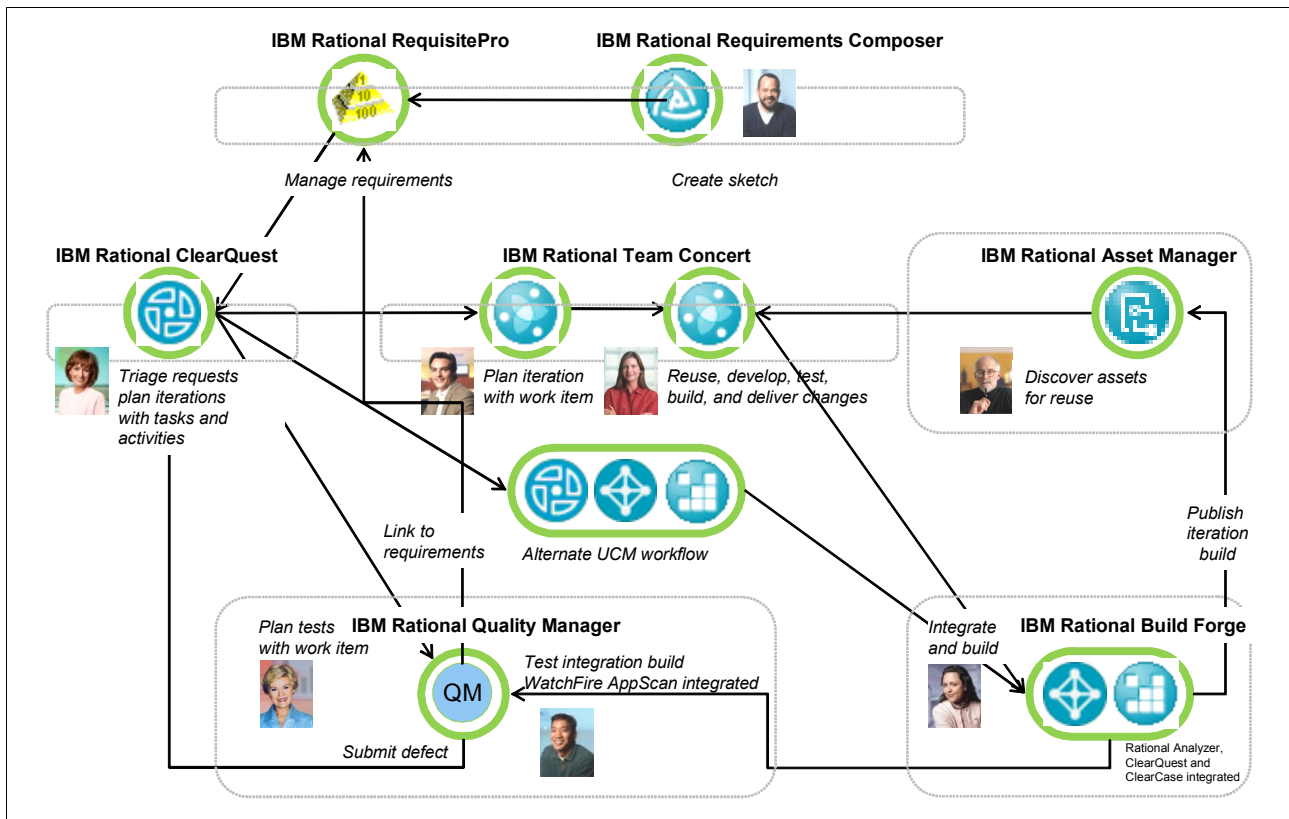 IBM Rational RequisitePro
IBM Rational Requirements Composer
1
10
100
Manage requirements
Create sketch
IBM Rational ClearQuest
IBM Rational Team Concert
IBM Rational Asset Manager
Triage requests
plan iterations
with tasks and
activities
Plan iteration
with work item
Reuse, develop, test,
build, and deliver changes
Discover assets
for reuse
Link to
requirements
Alternate UCM workflow
Publish
iteration
build
Plan tests
with work item
IBM Rational Quality Manager
Integrate
and build
IBM Rational Build Forge
Test integration build
WatchFire AppScan integrated
QM
Submit defect
Rational Analyzer,
ClearQuest and
ClearCase integrated